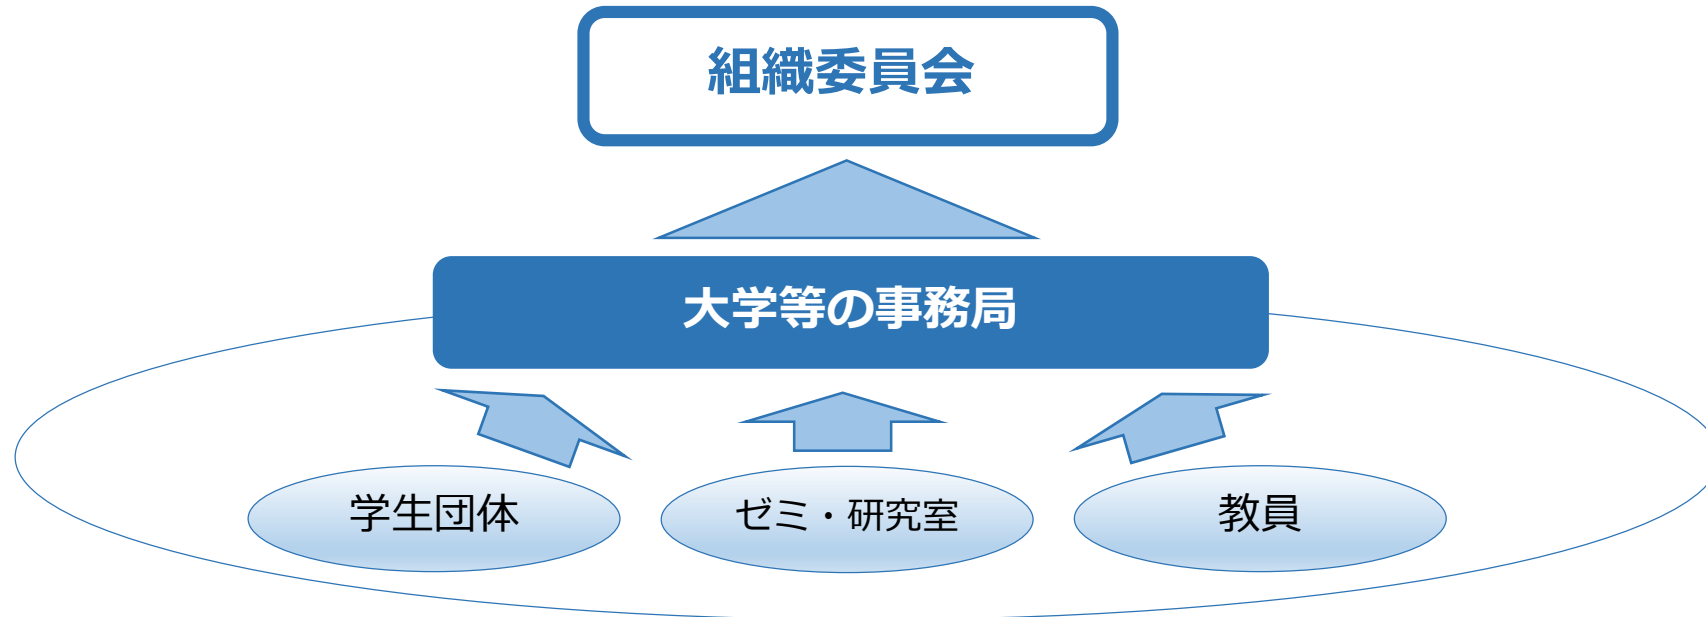 組織委員会
大学等の事務局
学生団体
ゼミ・研究室
教員